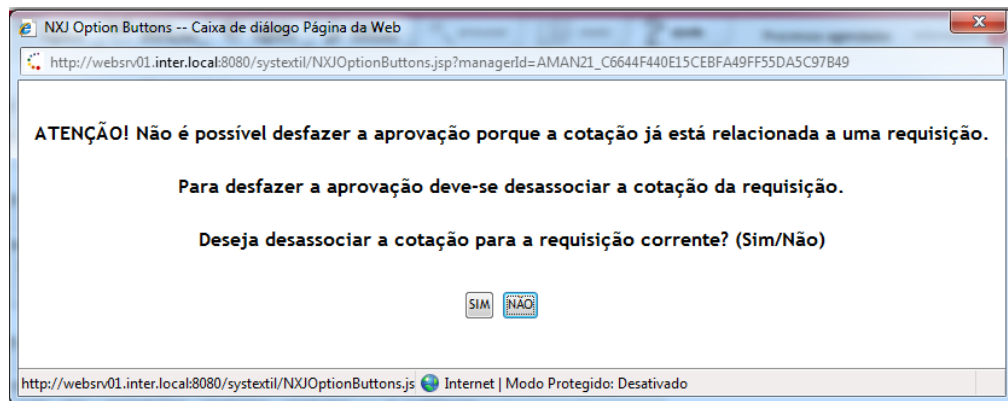 NXJ Option Buttons -- Caixa de diálogo Página da Web
http://websrv01.inter.local:8080/systextil/NXJOptionButtons.jsp?managerId=AMAN21_C6644F440E15CEBFA49FF55DA5C97B49
ATENÇÃO! Não é possível desfazer a aprovação porque a cotação já está relacionada a uma requisição.
Para desfazer a aprovação deve-se desassociar a cotação da requisição.
Deseja desassociar a cotação para a requisição corrente? (Sim/Não)
SIM NÃO
http://websrv01.inter.local:8080/systextil/NXJOptionButtons.js Internet | Modo Protegido: Desativado